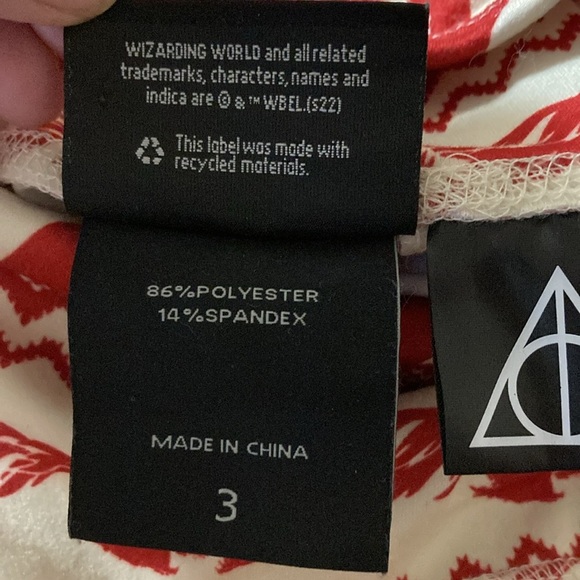 WIZARDING WORLD and all related
trademarks, characters, names and
indica are © & ™ WBEI.(s22)
This label was made with
recycled materials.
86%POLYESTER
14%SPANDEX
MADE IN CHINA
3